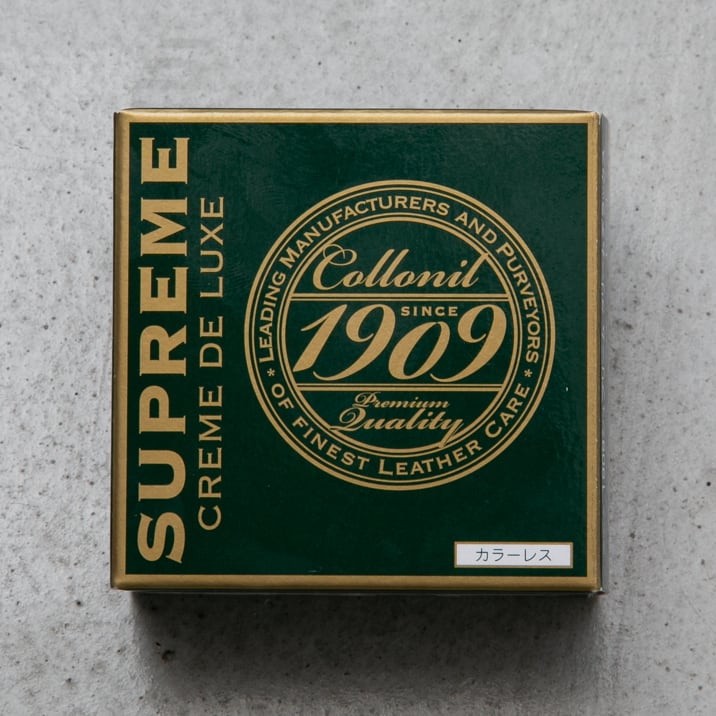 SUPREME
CREME DE LUXE
* LEADING MANUFACTURERS AND PURVEYORS *
OF FINEST LEATHER CARE
Collonil
SINCE
1909
Premium
Quality
カラーレス